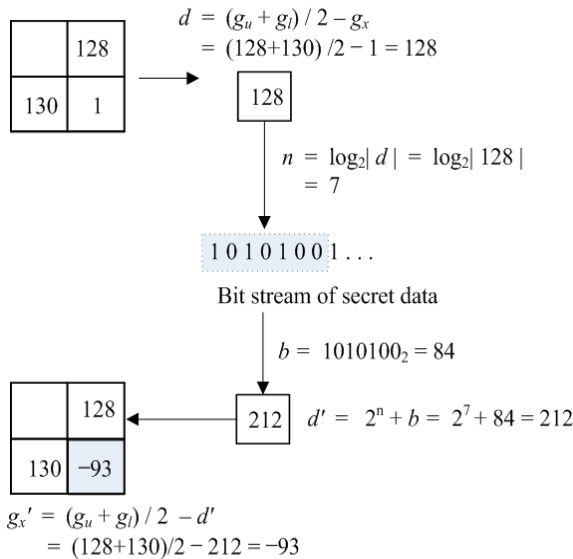 d = (gᵤ + gₗ) / 2 – gₓ
= (128+130) /2 − 1 = 128
128
130 1
128
n = log₂| d | = log₂| 128 |
= 7
1 0 1 0 1 0 0 1 . . .
Bit stream of secret data
b = 1010100₂ = 84
128
130 −93
212
d′ = 2ⁿ + b = 2⁷ + 84 = 212
gₓ′ = (gᵤ + gₗ) / 2 – d′
= (128+130)/2 − 212 = −93